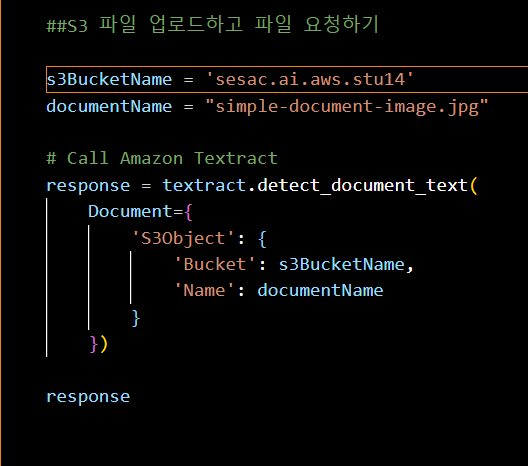 ##S3 파일 업로드하고 파일 요청하기
s3BucketName = 'sesac.ai.aws.stu14'
documentName = "simple-document-image.jpg"
# Call Amazon Textract
response = textract.detect_document_text(
Document={
'S3Object': {
'Bucket': s3BucketName,
'Name': documentName
}
})
response